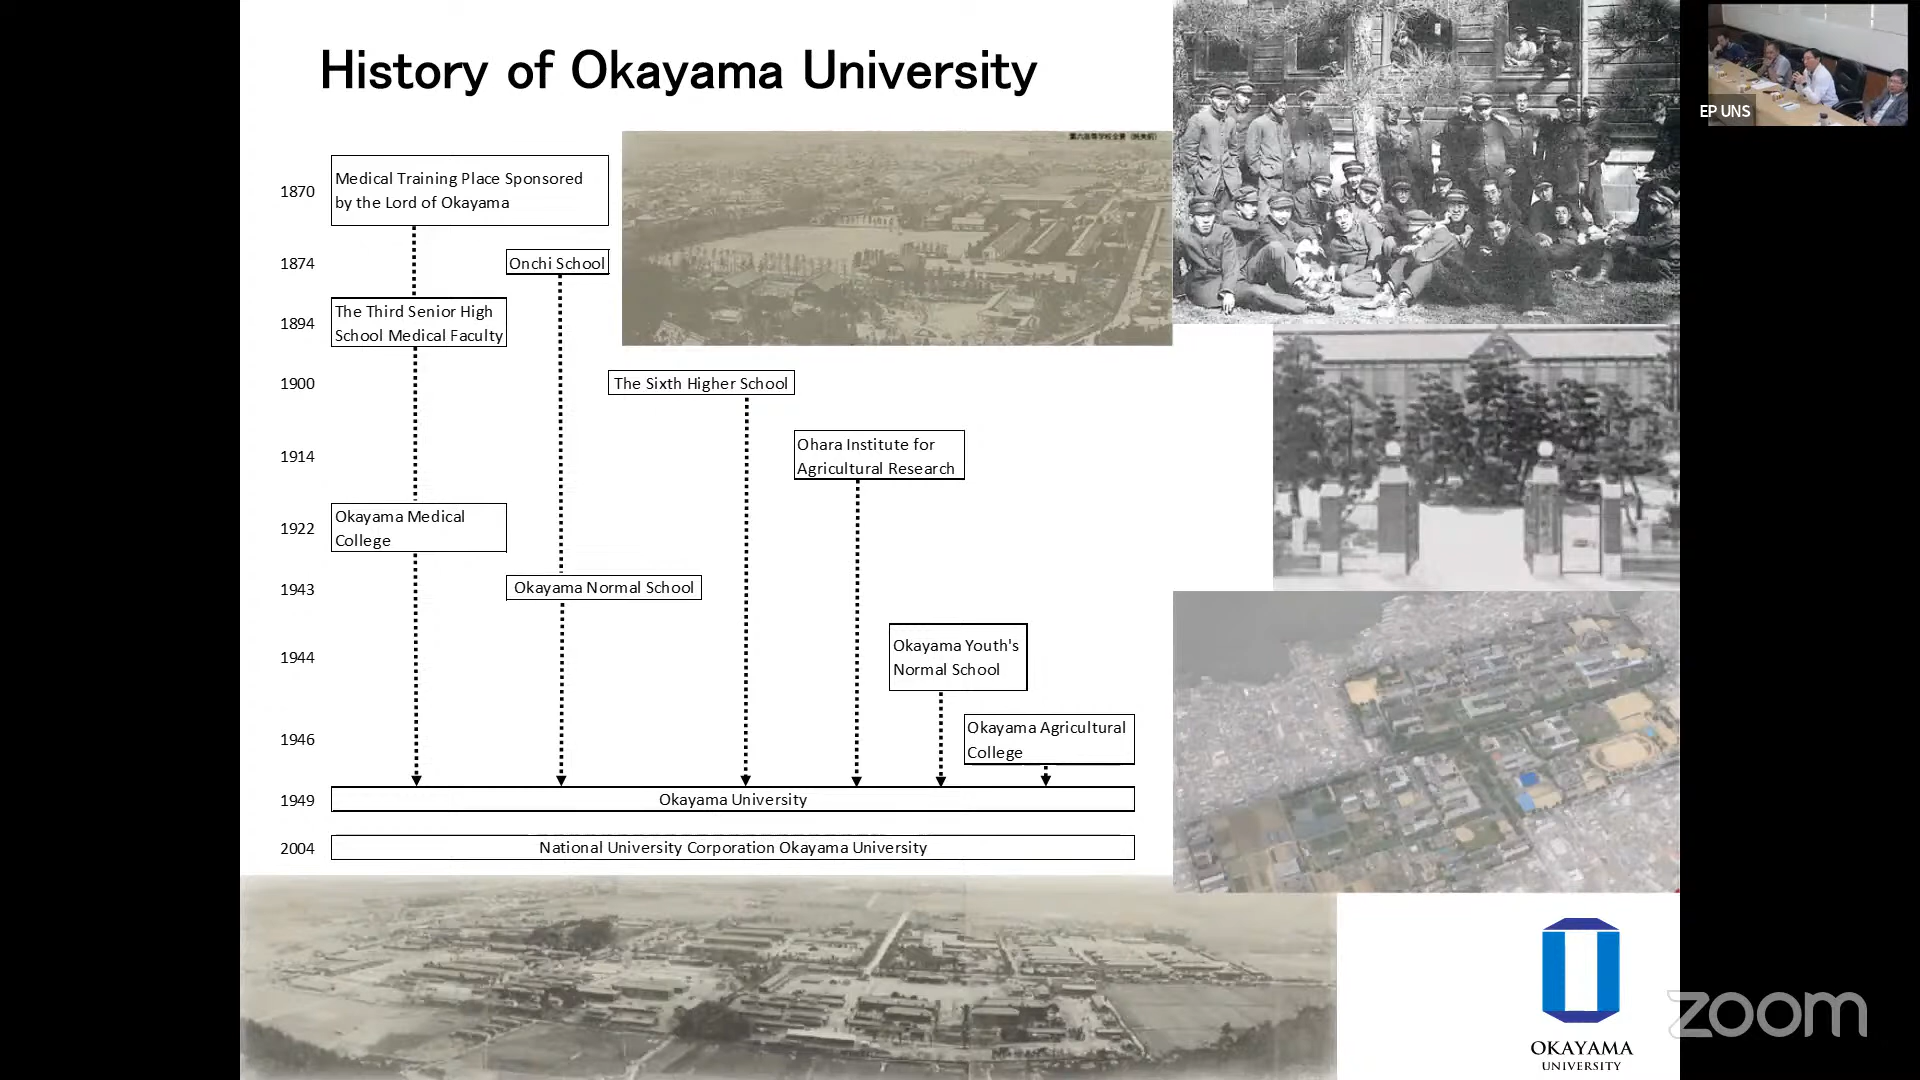 History of Okayama University
EP UNS
1870
Medical Training Place Sponsored
by the Lord of Okayama
1874
Onchi School
1894
The Third Senior High
School Medical Faculty
1900
The Sixth Higher School
1914
Ohara Institute for
Agricultural Research
1922
Okayama Medical
College
1943
Okayama Normal School
1944
Okayama Youth's
Normal School
1946
Okayama Agricultural
College
1949
Okayama University
2004
National University Corporation Okayama University
OKAYAMA
UNIVERSITY
zoom